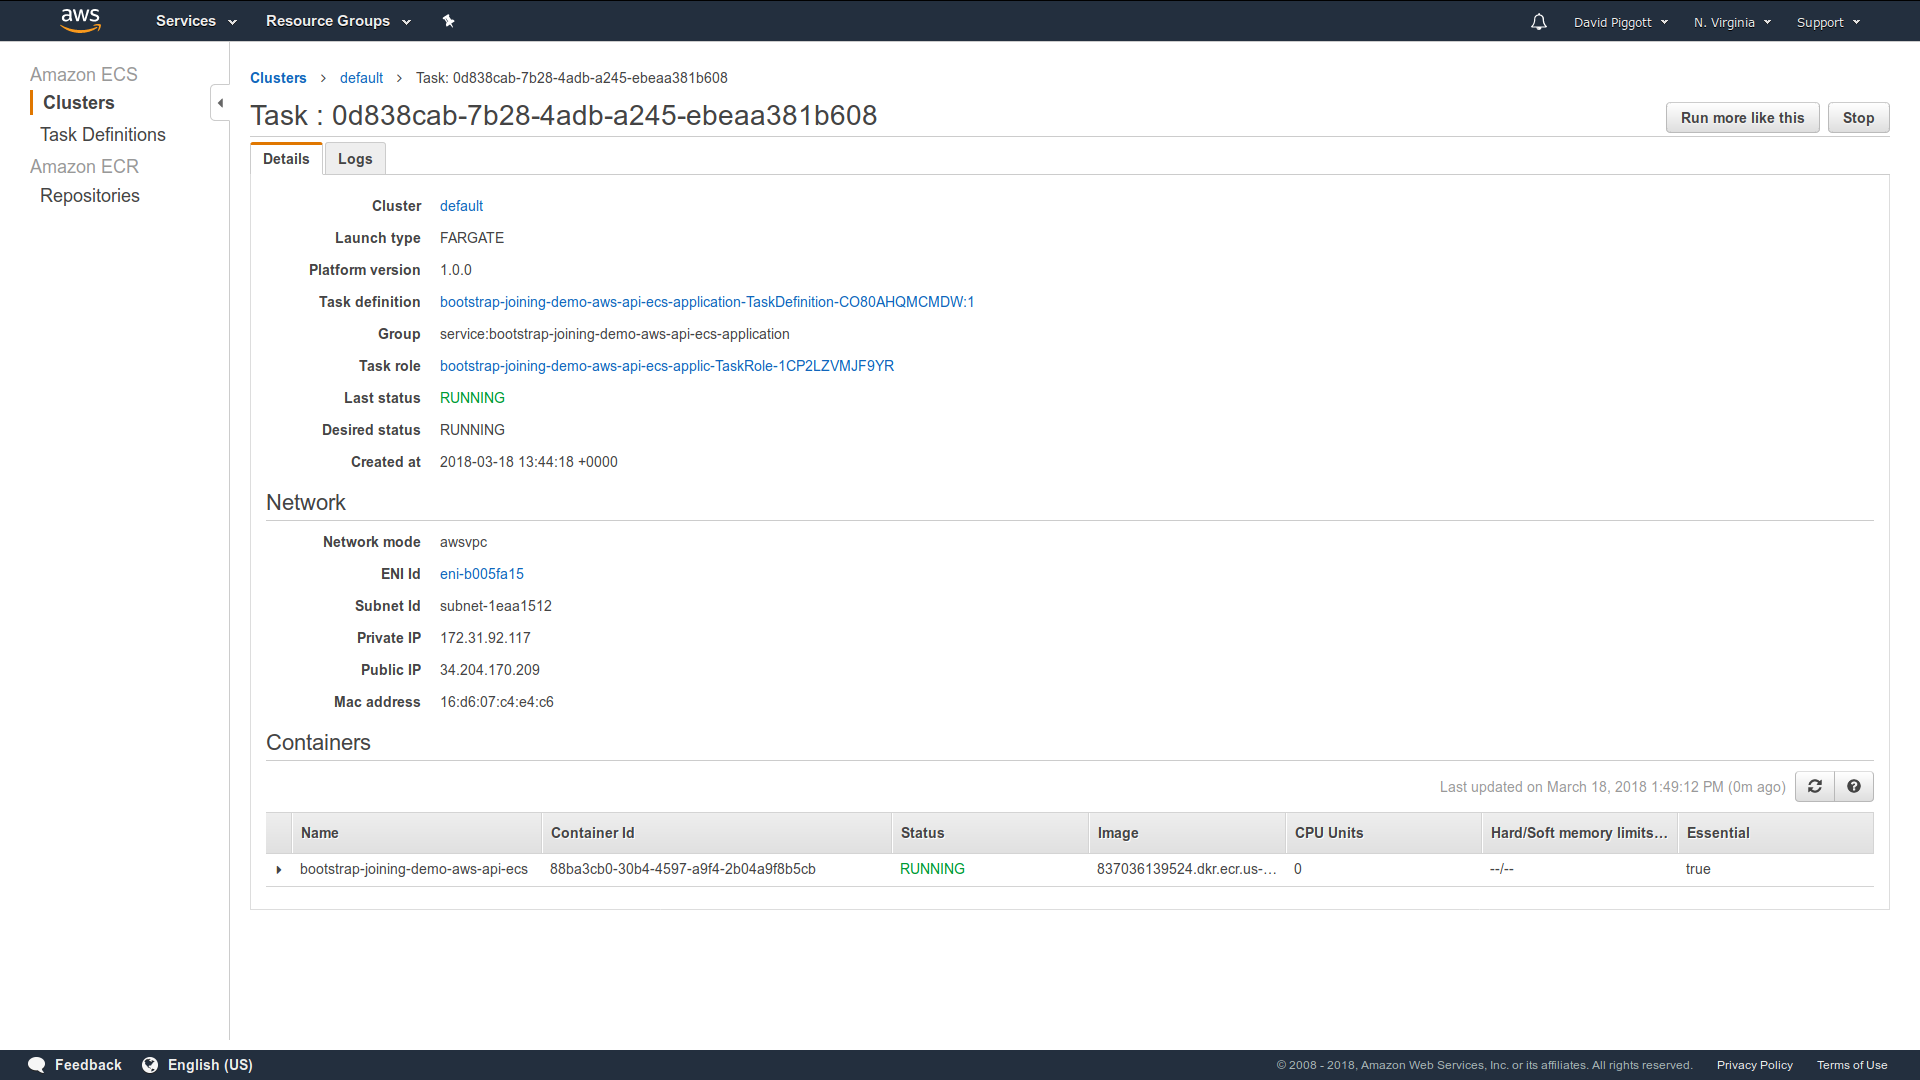 aws Services Resource Groups David Piggott N. Virginia Support
Amazon ECS
Clusters
Task Definitions
Amazon ECR
Repositories
Clusters > default > Task: 0d838cab-7b28-4adb-a245-ebeaa381b608
Task : 0d838cab-7b28-4adb-a245-ebeaa381b608
Run more like this Stop
Details Logs
Cluster default
Launch type FARGATE
Platform version 1.0.0
Task definition bootstrap-joining-demo-aws-api-ecs-application-TaskDefinition-CO80AHQMCMDW:1
Group service:bootstrap-joining-demo-aws-api-ecs-application
Task role bootstrap-joining-demo-aws-api-ecs-applic-TaskRole-1CP2LZVMJF9YR
Last status RUNNING
Desired status RUNNING
Created at 2018-03-18 13:44:18 +0000
Network
Network mode awsvpc
ENI Id eni-b005fa15
Subnet Id subnet-1eaa1512
Private IP 172.31.92.117
Public IP 34.204.170.209
Mac address 16:d6:07:c4:e4:c6
Containers
Last updated on March 18, 2018 1:49:12 PM (0m ago)
Name Container Id Status Image CPU Units Hard/Soft memory limits... Essential
bootstrap-joining-demo-aws-api-ecs 88ba3cb0-30b4-4597-a9f4-2b04a9f8b5cb RUNNING 837036139524.dkr.ecr.us-... 0 --/-- true
Feedback English (US) © 2008 - 2018, Amazon Web Services, Inc. or its affiliates. All rights reserved. Privacy Policy Terms of Use